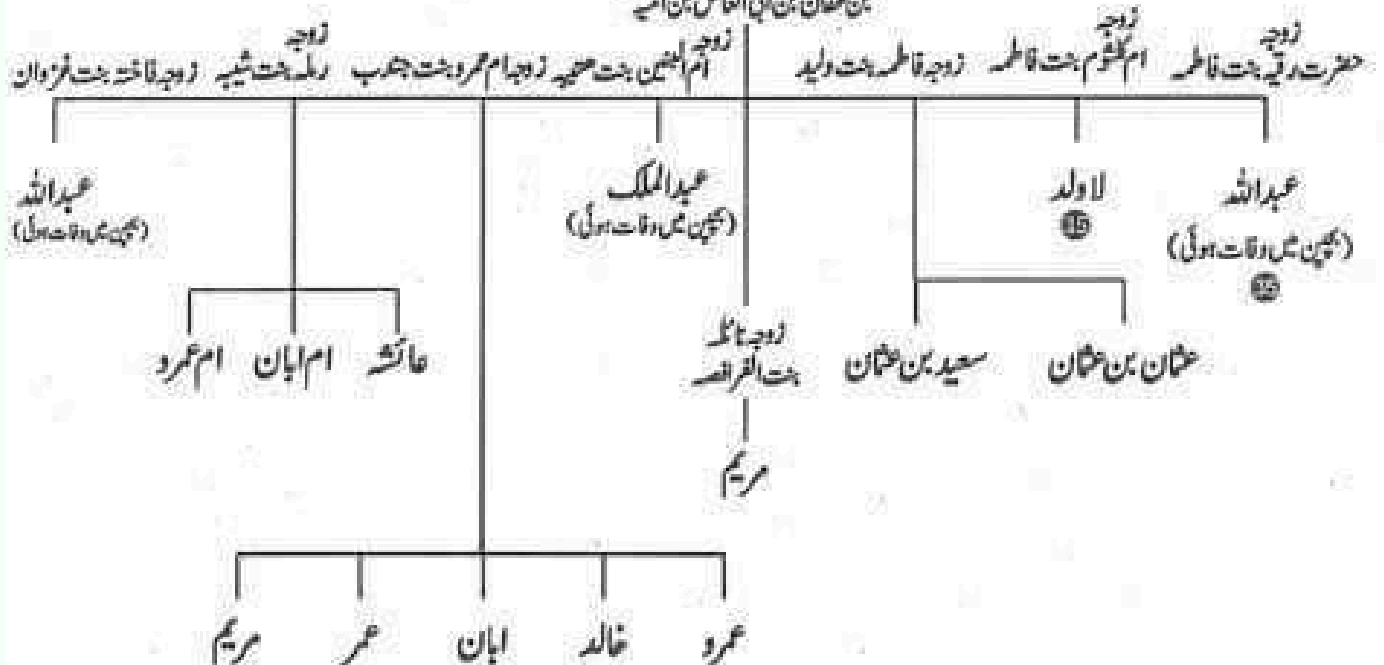 بن عفان بن ابی العاص بن امیہ
زوجہ حضرت رقیہ بنت فاطمہ
زوجہ ام کلثوم بنت فاطمہ
زوجہ فاطمہ بنت ولید
زوجہ ام البنین بنت
زوجہ ام عمرو بنت جندب
زوجہ رملہ بنت شیبہ
زوجہ فاختہ بنت غزوان
عبداللہ
(بچپن میں وفات ہوئی)
لا ولد
عبدالملک
(بچپن میں وفات ہوئی)
عبداللہ
(بچپن میں وفات ہوئی)
عثمان بن عثمان
سعید بن عثمان
زوجہ نائلہ
بنت الفرافصہ
عائشہ
ام ابان
ام عمرو
مریم
عمرو
خالد
ابان
عمر
مریم